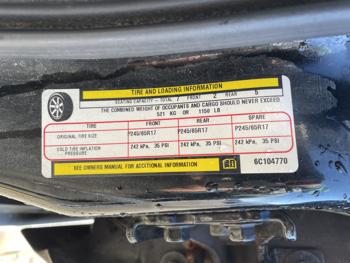 TIRE AND LOADING INFORMATION
SEATING CAPACITY - TOTAL 7 FRONT 2 REAR 5
THE COMBINED WEIGHT OF OCCUPANTS AND CARGO SHOULD NEVER EXCEED
521 KG OR 1150 LB
TIRE FRONT REAR SPARE
ORIGINAL TIRE SIZE P245/65R17 P245/65R17 P245/65R17
COLD TIRE INFLATION PRESSURE 242 kPa, 35 PSI 242 kPa, 35 PSI 242 kPa, 35 PSI
SEE OWNERS MANUAL FOR ADDITIONAL INFORMATION 6C104770